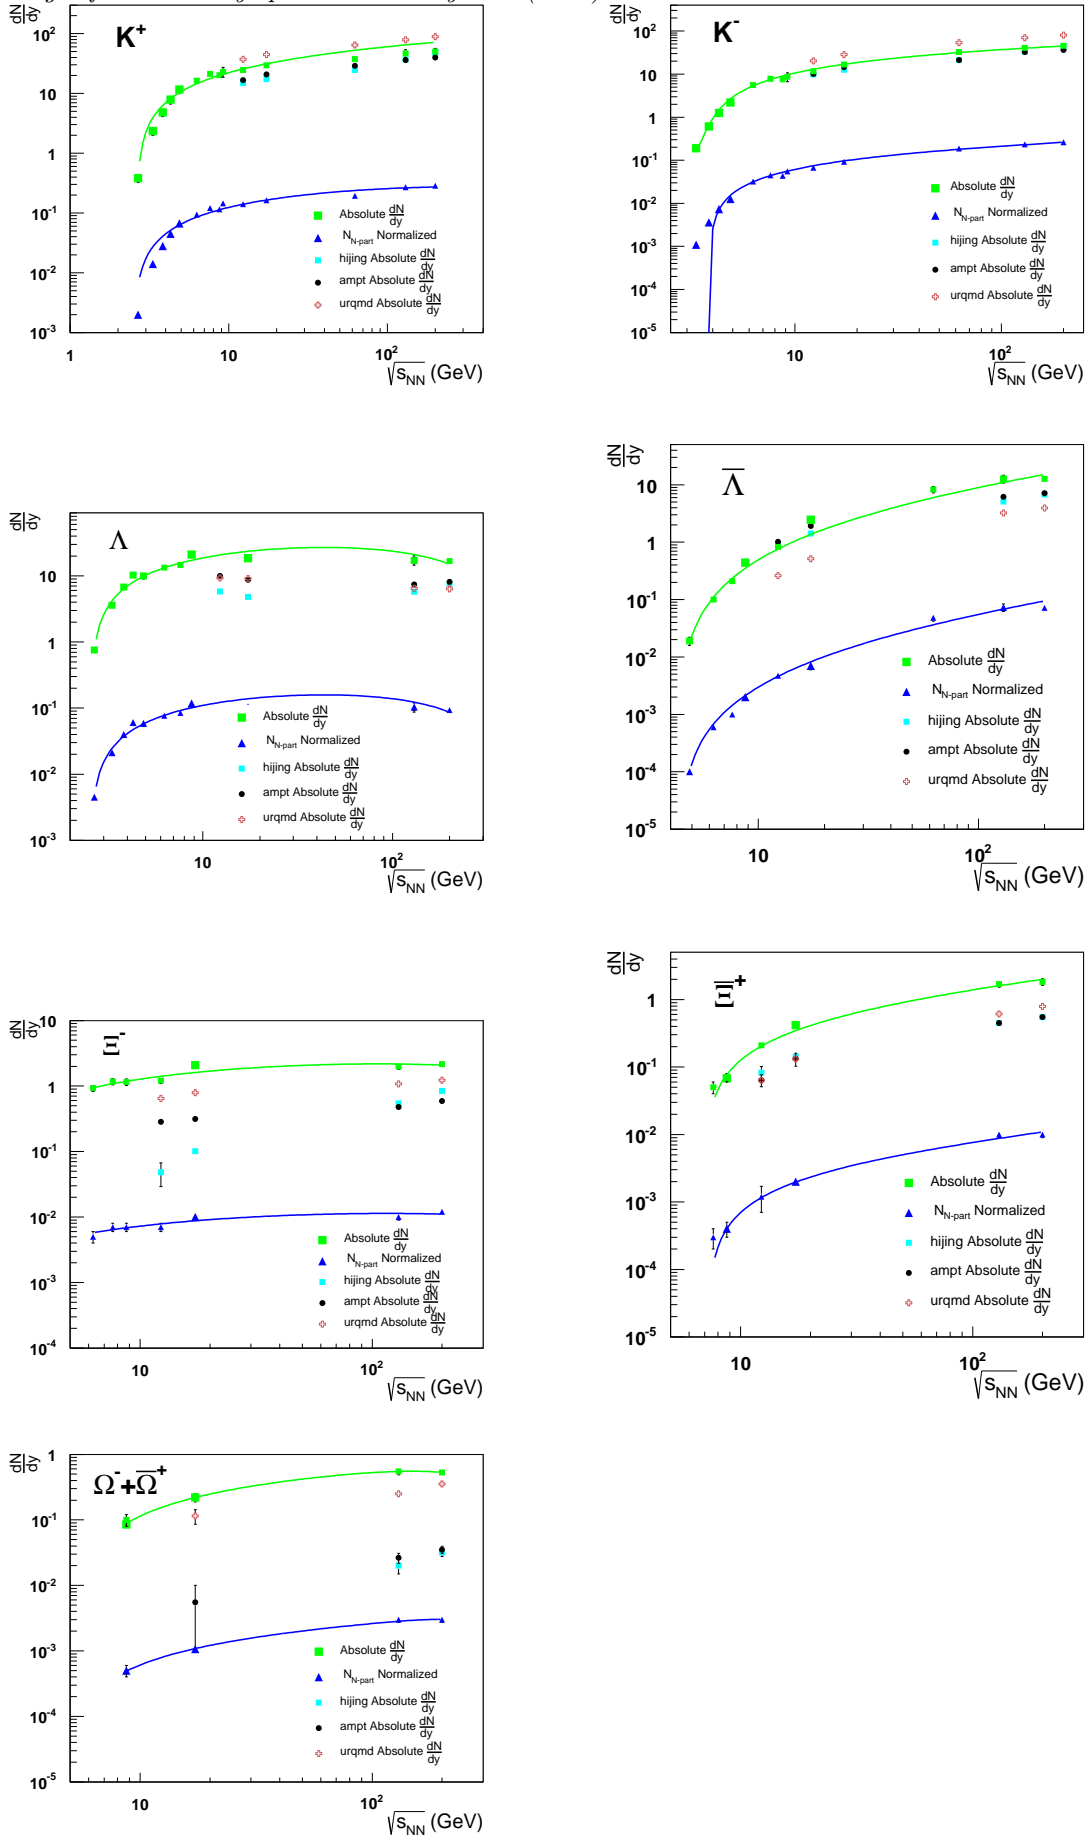 dN/dy
K⁺
10²
10
1
10⁻¹
10⁻²
10⁻³
Absolute dN/dy
N_N-part Normalized
hijing Absolute dN/dy
ampt Absolute dN/dy
urqmd Absolute dN/dy
1 10 10²
√s_NN (GeV)
dN/dy
K⁻
10²
10
1
10⁻¹
10⁻²
10⁻³
10⁻⁴
10⁻⁵
Absolute dN/dy
N_N-part Normalized
hijing Absolute dN/dy
ampt Absolute dN/dy
urqmd Absolute dN/dy
10 10²
√s_NN (GeV)
dN/dy
Λ
10
1
10⁻¹
10⁻²
10⁻³
Absolute dN/dy
N_N-part Normalized
hijing Absolute dN/dy
ampt Absolute dN/dy
urqmd Absolute dN/dy
10 10²
√s_NN (GeV)
dN/dy
Λ̅
10
1
10⁻¹
10⁻²
10⁻³
10⁻⁴
10⁻⁵
Absolute dN/dy
N_N-part Normalized
hijing Absolute dN/dy
ampt Absolute dN/dy
urqmd Absolute dN/dy
10 10²
√s_NN (GeV)
dN/dy
Ξ⁻
10
1
10⁻¹
10⁻²
10⁻³
10⁻⁴
Absolute dN/dy
N_N-part Normalized
hijing Absolute dN/dy
ampt Absolute dN/dy
urqmd Absolute dN/dy
10 10²
√s_NN (GeV)
dN/dy
Ξ̅⁺
1
10⁻¹
10⁻²
10⁻³
10⁻⁴
10⁻⁵
Absolute dN/dy
N_N-part Normalized
hijing Absolute dN/dy
ampt Absolute dN/dy
urqmd Absolute dN/dy
10 10²
√s_NN (GeV)
dN/dy
Ω⁻+Ω̅⁺
1
10⁻¹
10⁻²
10⁻³
10⁻⁴
10⁻⁵
Absolute dN/dy
N_N-part Normalized
hijing Absolute dN/dy
ampt Absolute dN/dy
urqmd Absolute dN/dy
10 10²
√s_NN (GeV)